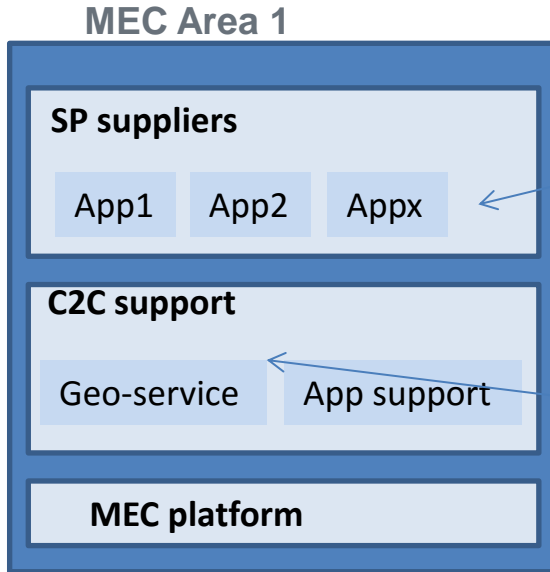 MEC Area 1
SP suppliers
App1 App2 Appx
C2C support
Geo-service App support
MEC platform